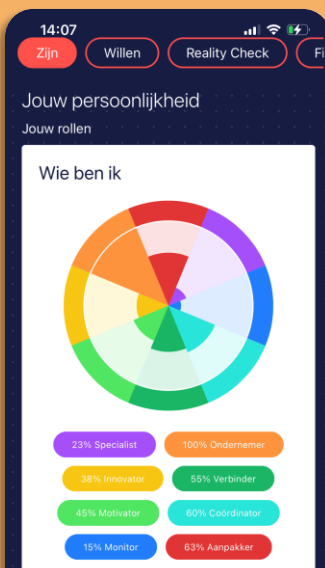 14:07
Zijn Willen Reality Check Fi
Jouw persoonlijkheid
Jouw rollen
Wie ben ik
23% Specialist 100% Ondernemer
38% Innovator 55% Verbinder
45% Motivator 60% Coördinator
15% Monitor 63% Aanpakker